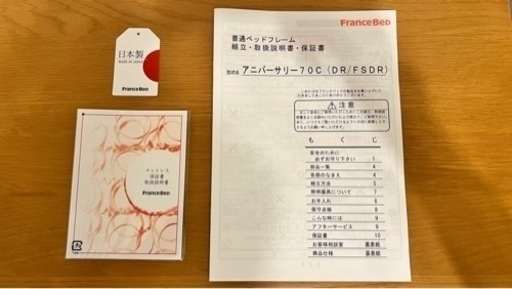 日本製
MADE IN JAPAN
FranceBeD
マットレス
保証書
取扱説明書
FranceBeD
FranceBeD
普通ベッドフレーム
組立・取扱説明書・保証書
型式名 アニバーサリー70C（DR/FSDR）
注意
もくじ
安全のために
必ずお守り下さい 1
部品一覧 4
各部のなまえ 4
組立方法 5
照明器具について 7
お手入れ 8
保守点検 8
こんな時には 9
アフターサービス 9
保証書 10
お客様相談室 裏表紙
商品仕様 裏表紙